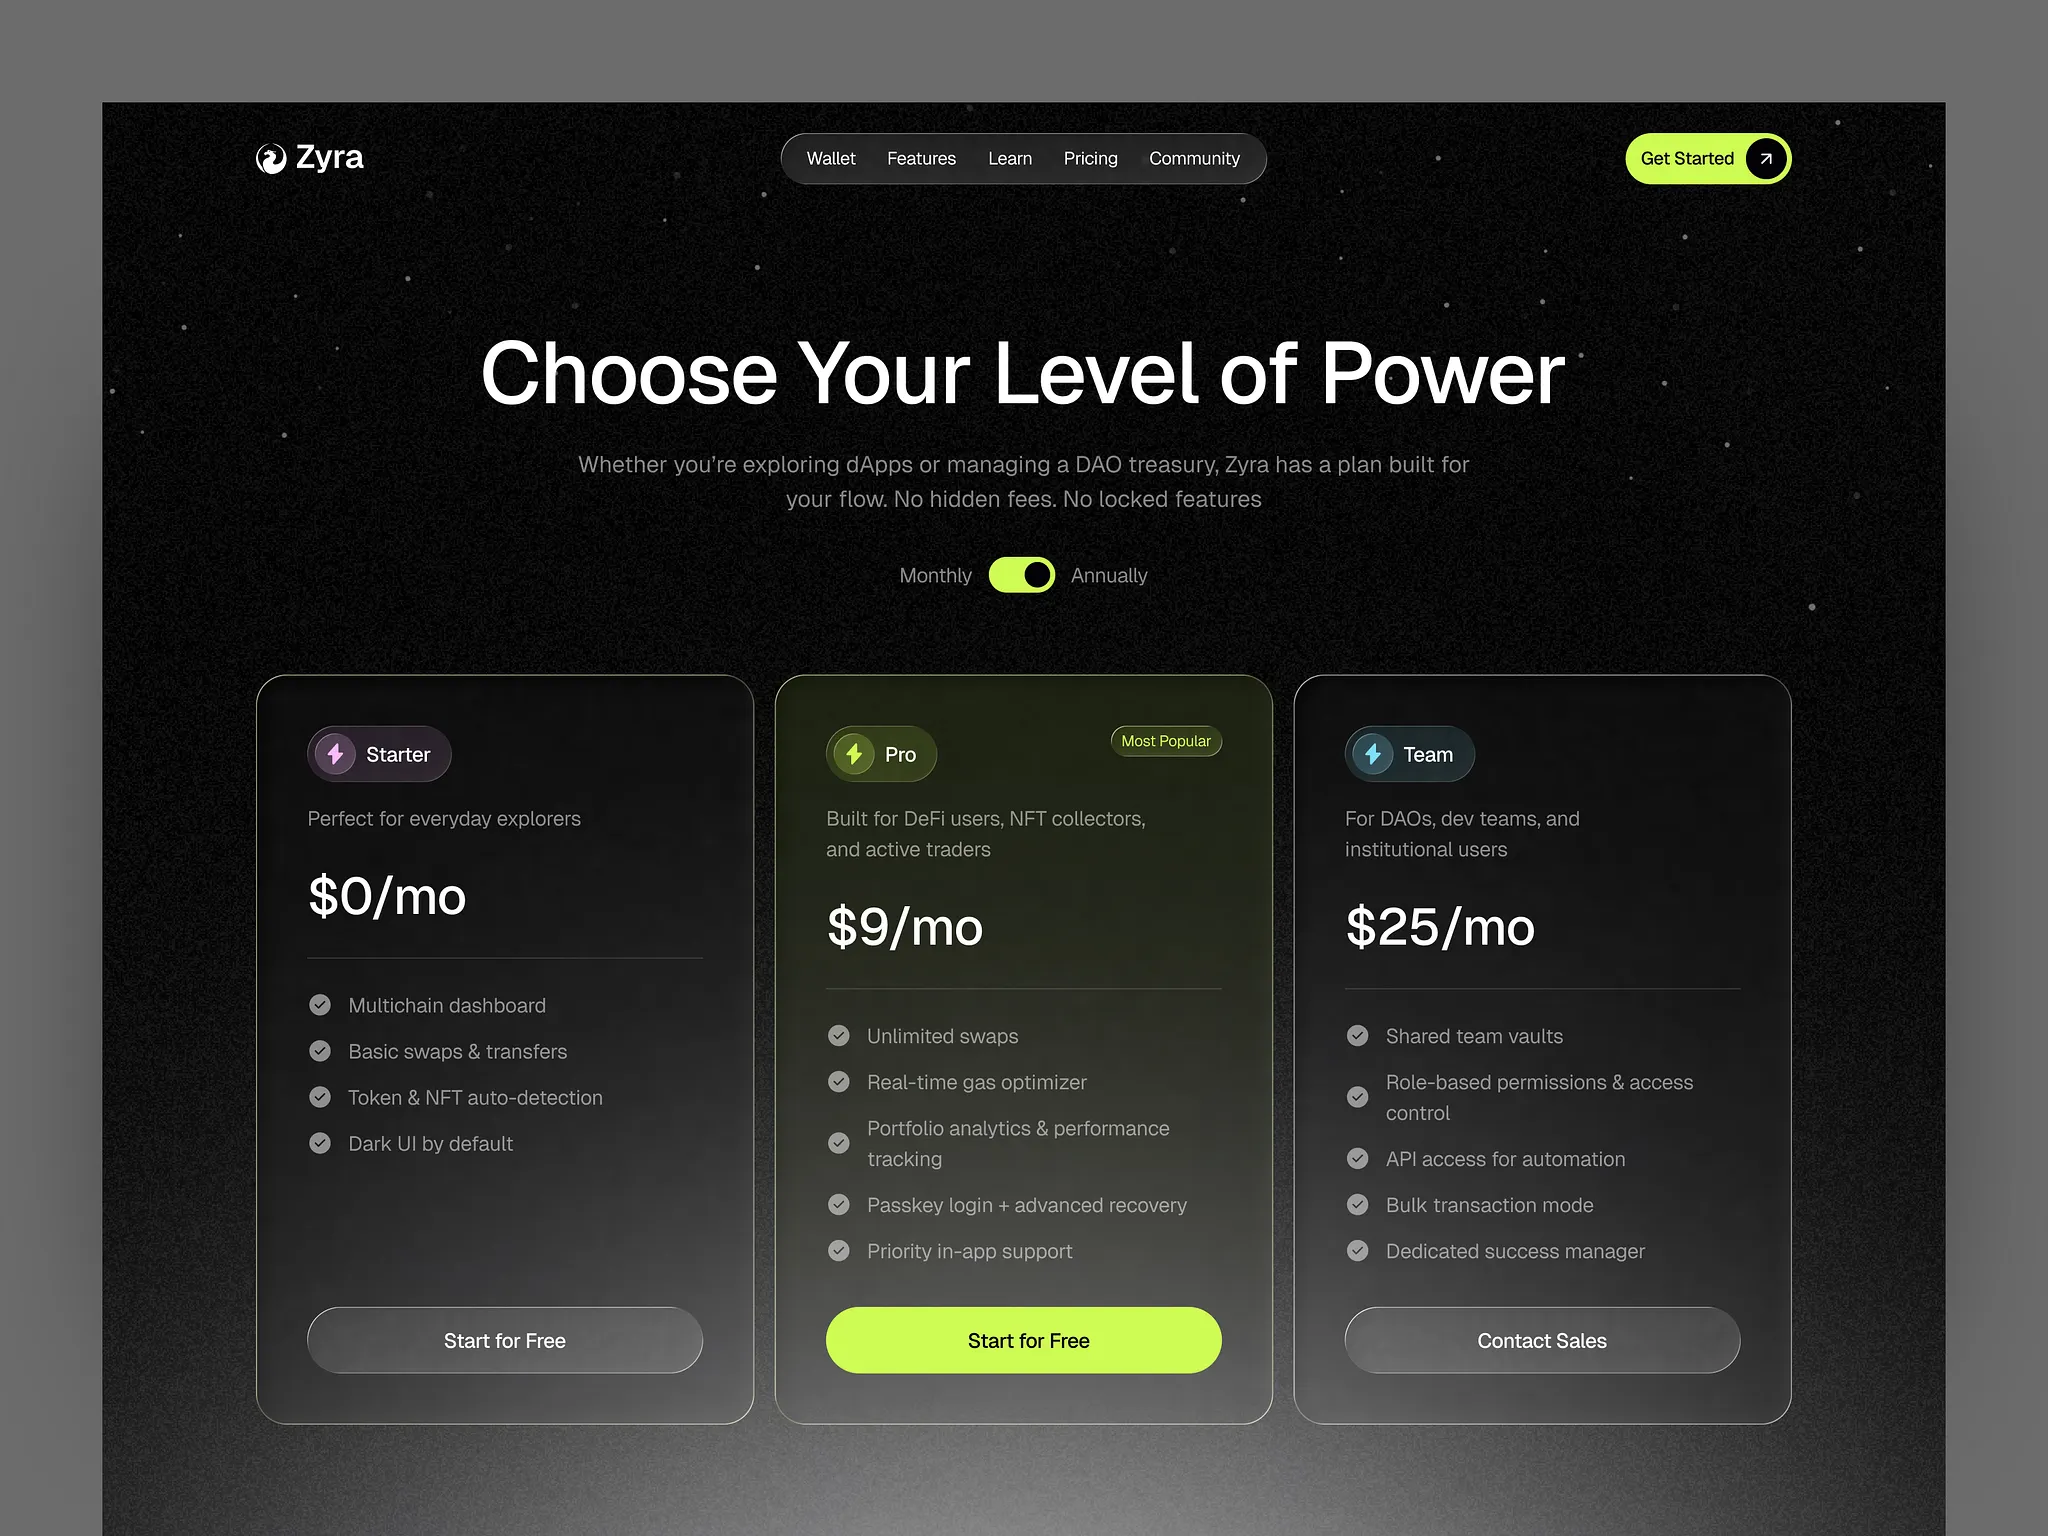 Zyra
Wallet Features Learn Pricing Community
Get Started
Choose Your Level of Power
Whether you’re exploring dApps or managing a DAO treasury, Zyra has a plan built for
your flow. No hidden fees. No locked features
Monthly Annually
Starter
Perfect for everyday explorers
$0/mo
Multichain dashboard
Basic swaps & transfers
Token & NFT auto-detection
Dark UI by default
Start for Free
Pro
Most Popular
Built for DeFi users, NFT collectors,
and active traders
$9/mo
Unlimited swaps
Real-time gas optimizer
Portfolio analytics & performance
tracking
Passkey login + advanced recovery
Priority in-app support
Start for Free
Team
For DAOs, dev teams, and
institutional users
$25/mo
Shared team vaults
Role-based permissions & access
control
API access for automation
Bulk transaction mode
Dedicated success manager
Contact Sales